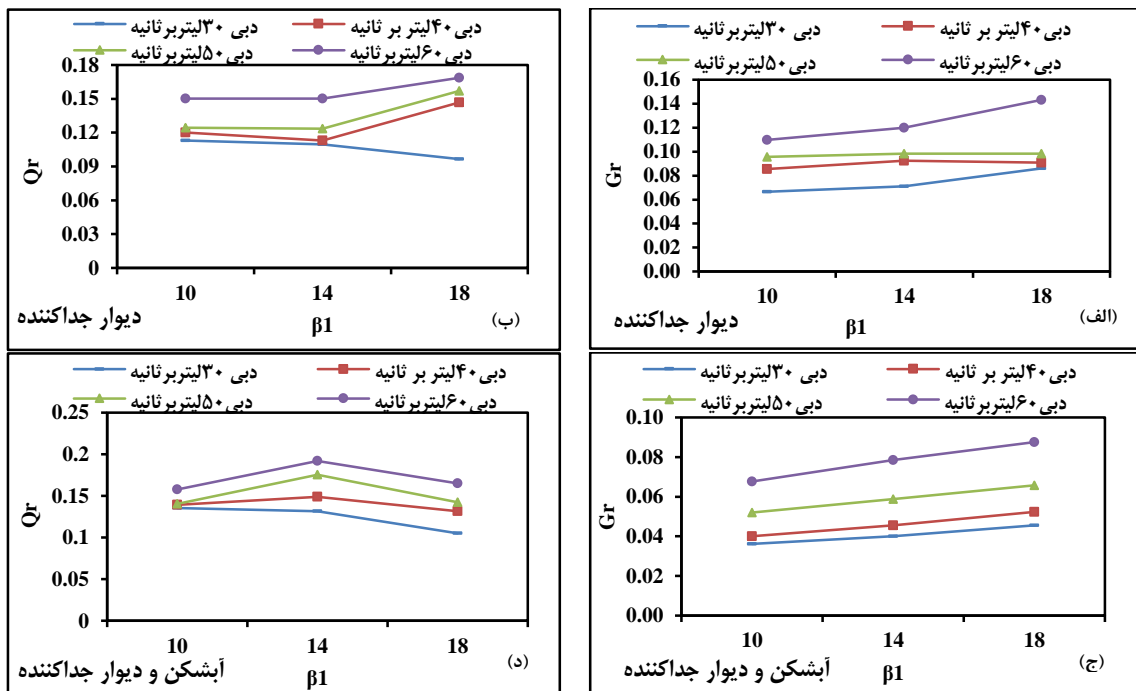 دبی ۳۰لیتربرثانیه دبی۴۰لیتر بر ثانیه
دبی۵۰لیتربرثانیه دبی۶۰لیتربرثانیه
0.16
0.14
0.12
0.10
0.08
0.06
0.04
0.02
0.00
Gr
10 14 18
β1
دیوار جداکننده
(الف)
دبی ۳۰لیتربرثانیه دبی۴۰لیتر بر ثانیه
دبی۵۰لیتربرثانیه دبی۶۰لیتربرثانیه
0.18
0.15
0.12
0.09
0.06
0.03
0
Qr
10 14 18
β1
دیوار جداکننده
(ب)
دبی ۳۰لیتربرثانیه دبی۴۰لیتر بر ثانیه
دبی۵۰لیتربرثانیه دبی۶۰لیتربرثانیه
0.10
0.08
0.06
0.04
0.02
0.00
Gr
10 14 18
β1
آبشکن و دیوار جداکننده
(ج)
دبی ۳۰لیتربرثانیه دبی۴۰لیتر بر ثانیه
دبی۵۰لیتربرثانیه دبی۶۰لیتربرثانیه
0.25
0.2
0.15
0.1
0.05
0
Qr
10 14 18
β1
آبشکن و دیوار جداکننده
(د)